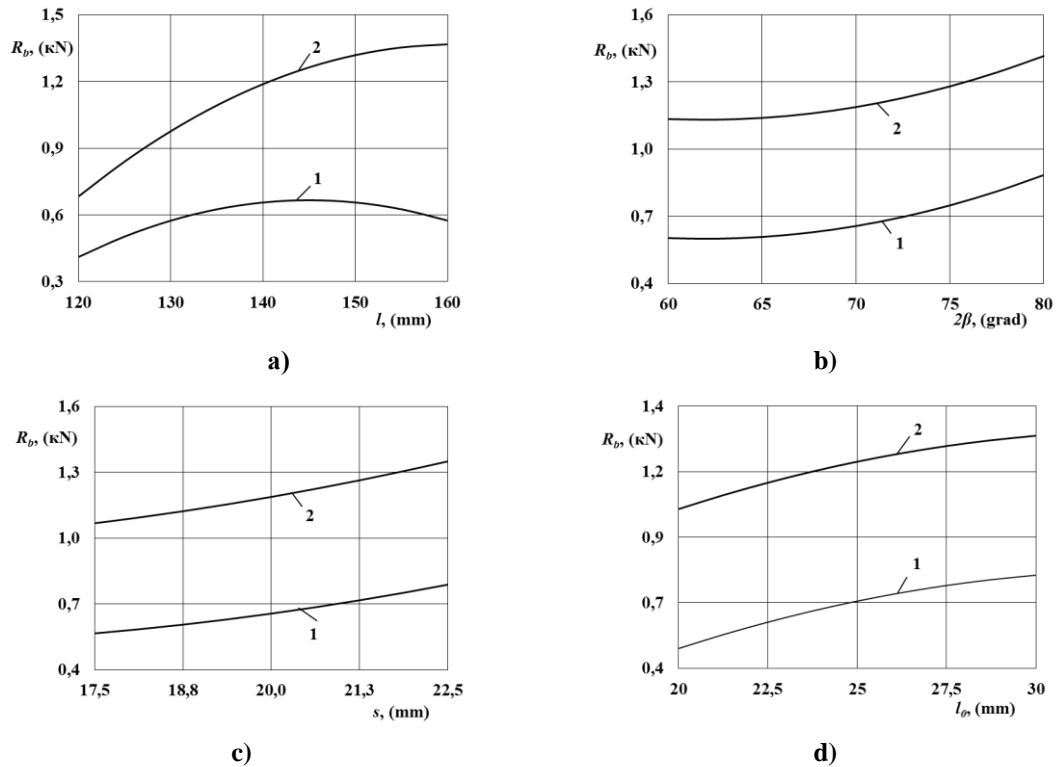 1,5
R_b, (кN)
1,2
0,9
0,6
0,3
2
1
120 130 140 150 160
l, (mm)
a)
1,6
R_b, (кN)
1,3
1,0
0,7
0,4
2
1
60 65 70 75 80
2β, (grad)
b)
1,6
R_b, (кN)
1,3
1,0
0,7
0,4
2
1
17,5 18,8 20,0 21,3 22,5
s, (mm)
c)
1,4
R_b, (кN)
1,2
0,9
0,7
0,4
2
1
20 22,5 25 27,5 30
l_0, (mm)
d)